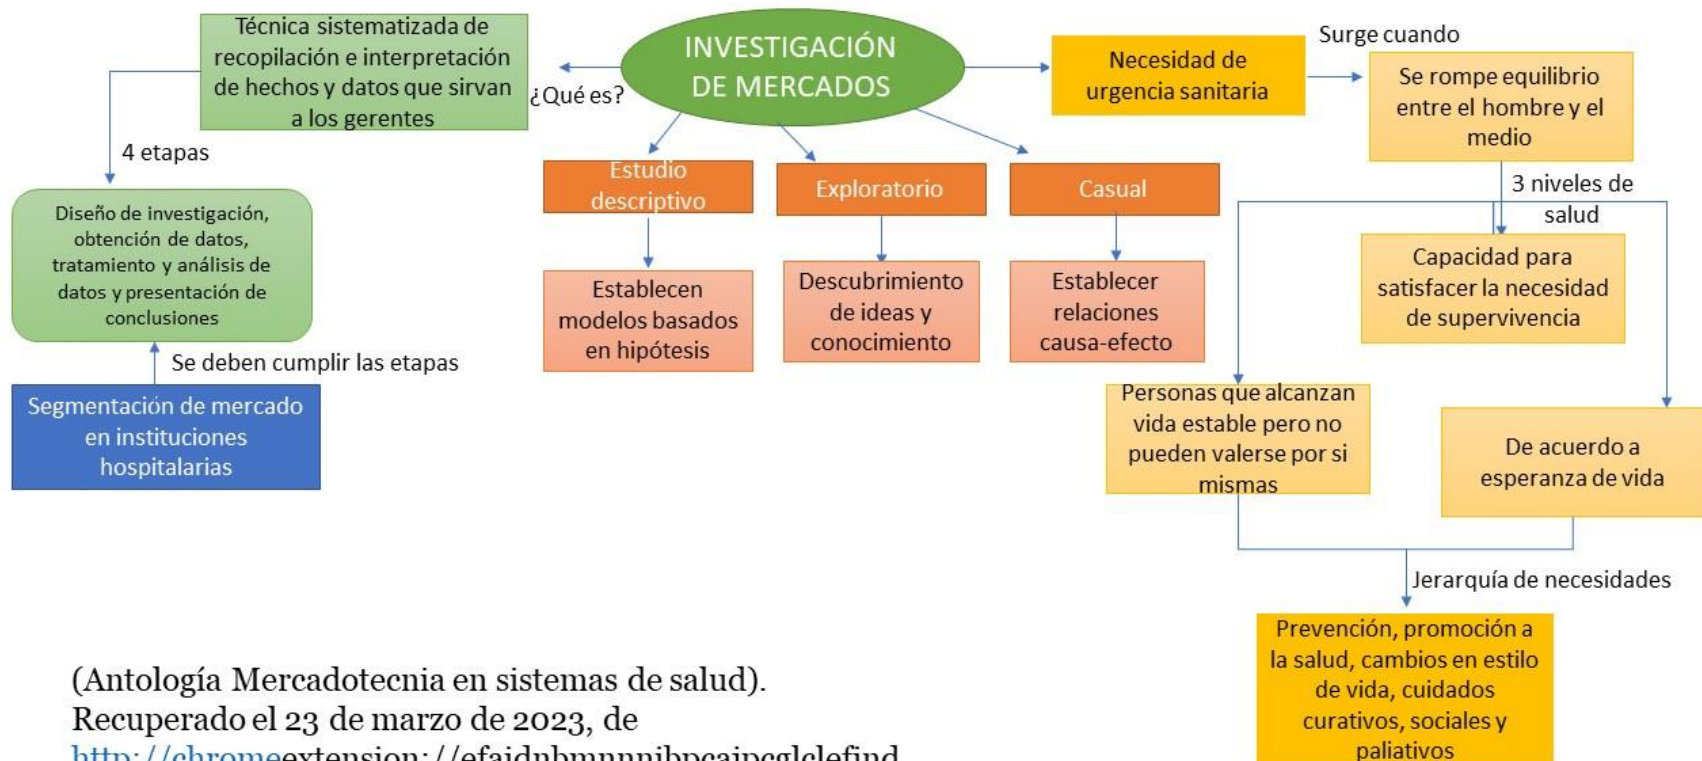 Técnica sistematizada de
recopilación e interpretación
de hechos y datos que sirvan
a los gerentes
¿Qué es?
INVESTIGACIÓN
DE MERCADOS
Necesidad de
urgencia sanitaria
Surge cuando
Se rompe equilibrio
entre el hombre y el
medio
4 etapas
Diseño de investigación,
obtención de datos,
tratamiento y análisis de
datos y presentación de
conclusiones
Se deben cumplir las etapas
Segmentación de mercado
en instituciones
hospitalarias
Estudio
descriptivo
Establecen
modelos basados
en hipótesis
Exploratorio
Descubrimiento
de ideas y
conocimiento
Casual
Establecer
relaciones
causa-efecto
3 niveles de
salud
Capacidad para
satisfacer la necesidad
de supervivencia
Personas que alcanzan
vida estable pero no
pueden valerse por si
mismas
De acuerdo a
esperanza de vida
Jerarquía de necesidades
Prevención, promoción a
la salud, cambios en estilo
de vida, cuidados
curativos, sociales y
paliativos
(Antología Mercadotecnia en sistemas de salud).
Recuperado el 23 de marzo de 2023, de
http://chromeextension://efaidnbmnnnibpcajpcglclefind